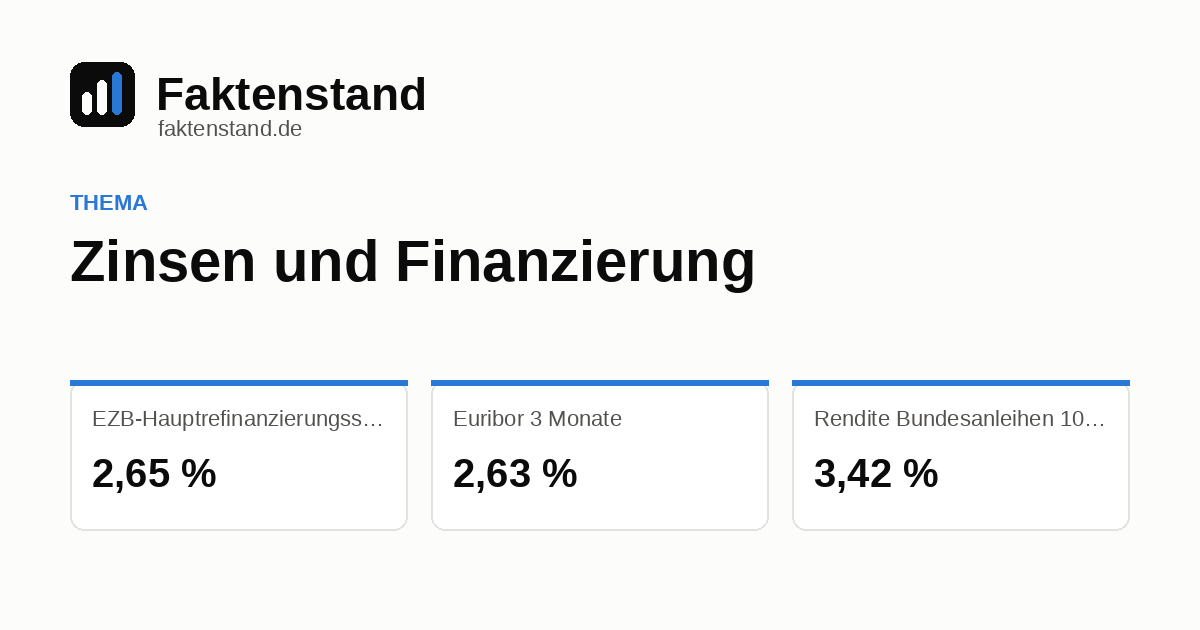 Faktenstand
faktenstand.de
THEMA
Zinsen und Finanzierung
EZB-Hauptrefinanzierungss…
2,65 %
Euribor 3 Monate
2,63 %
Rendite Bundesanleihen 10…
3,42 %